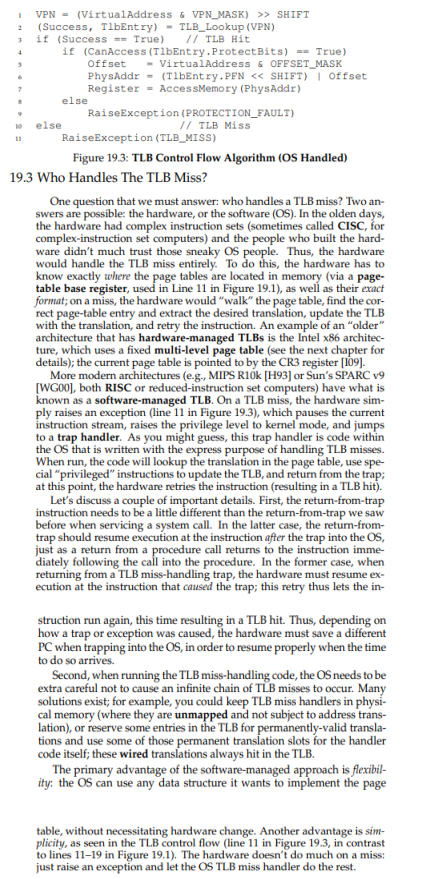 1 VPN = (VirtualAddress & VPN_MASK) >> SHIFT
2 (Success, TlbEntry) = TLB_Lookup(VPN)
3 if (Success == True) // TLB Hit
4 if (CanAccess(TlbEntry.ProtectBits) == True)
5 Offset = VirtualAddress & OFFSET_MASK
6 PhysAddr = (TlbEntry.PFN << SHIFT) | Offset
7 Register = AccessMemory(PhysAddr)
8 else
9 RaiseException(PROTECTION_FAULT)
10 else // TLB Miss
11 RaiseException(TLB_MISS)
Figure 19.3: TLB Control Flow Algorithm (OS Handled)
19.3 Who Handles The TLB Miss?
One question that we must answer: who handles a TLB miss? Two an-
swers are possible: the hardware, or the software (OS). In the olden days,
the hardware had complex instruction sets (sometimes called CISC, for
complex-instruction set computers) and the people who built the hard-
ware didn't much trust those sneaky OS people. Thus, the hardware
would handle the TLB miss entirely. To do this, the hardware has to
know exactly where the page tables are located in memory (via a page-
table base register, used in Line 11 in Figure 19.1), as well as their exact
format; on a miss, the hardware would "walk" the page table, find the cor-
rect page-table entry and extract the desired translation, update the TLB
with the translation, and retry the instruction. An example of an "older"
architecture that has hardware-managed TLBs is the Intel x86 architec-
ture, which uses a fixed multi-level page table (see the next chapter for
details); the current page table is pointed to by the CR3 register [I09].
More modern architectures (e.g., MIPS R10k [H93] or Sun's SPARC v9
[WG00], both RISC or reduced-instruction set computers) have what is
known as a software-managed TLB. On a TLB miss, the hardware sim-
ply raises an exception (line 11 in Figure 19.3), which pauses the current
instruction stream, raises the privilege level to kernel mode, and jumps
to a trap handler. As you might guess, this trap handler is code within
the OS that is written with the express purpose of handling TLB misses.
When run, the code will lookup the translation in the page table, use spe-
cial "privileged" instructions to update the TLB, and return from the trap;
at this point, the hardware retries the instruction (resulting in a TLB hit).
Let's discuss a couple of important details. First, the return-from-trap
instruction needs to be a little different than the return-from-trap we saw
before when servicing a system call. In the latter case, the return-from-
trap should resume execution at the instruction after the trap into the OS,
just as a return from a procedure call returns to the instruction imme-
diately following the call into the procedure. In the former case, when
returning from a TLB miss-handling trap, the hardware must resume ex-
ecution at the instruction that caused the trap; this retry thus lets the in-
struction run again, this time resulting in a TLB hit. Thus, depending on
how a trap or exception was caused, the hardware must save a different
PC when trapping into the OS, in order to resume properly when the time
to do so arrives.
Second, when running the TLB miss-handling code, the OS needs to be
extra careful not to cause an infinite chain of TLB misses to occur. Many
solutions exist; for example, you could keep TLB miss handlers in physi-
cal memory (where they are unmapped and not subject to address trans-
lation), or reserve some entries in the TLB for permanently-valid transla-
tions and use some of those permanent translation slots for the handler
code itself; these wired translations always hit in the TLB.
The primary advantage of the software-managed approach is flexibil-
ity: the OS can use any data structure it wants to implement the page
table, without necessitating hardware change. Another advantage is sim-
plicity, as seen in the TLB control flow (line 11 in Figure 19.3, in contrast
to lines 11–19 in Figure 19.1). The hardware doesn't do much on a miss:
just raise an exception and let the OS TLB miss handler do the rest.